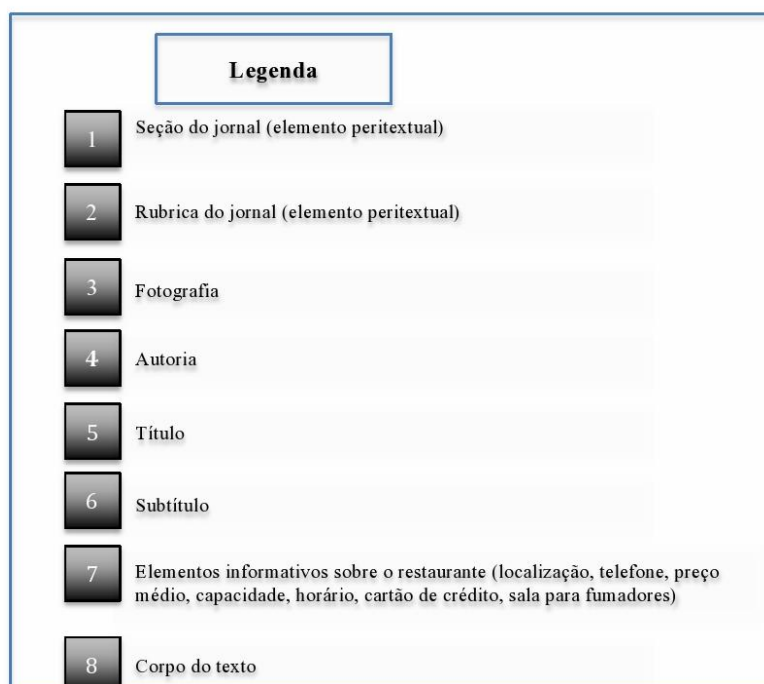 Legenda
1 Seção do jornal (elemento peritextual)
2 Rubrica do jornal (elemento peritextual)
3 Fotografia
4 Autoria
5 Título
6 Subtítulo
7 Elementos informativos sobre o restaurante (localização, telefone, preço
médio, capacidade, horário, cartão de crédito, sala para fumadores)
8 Corpo do texto